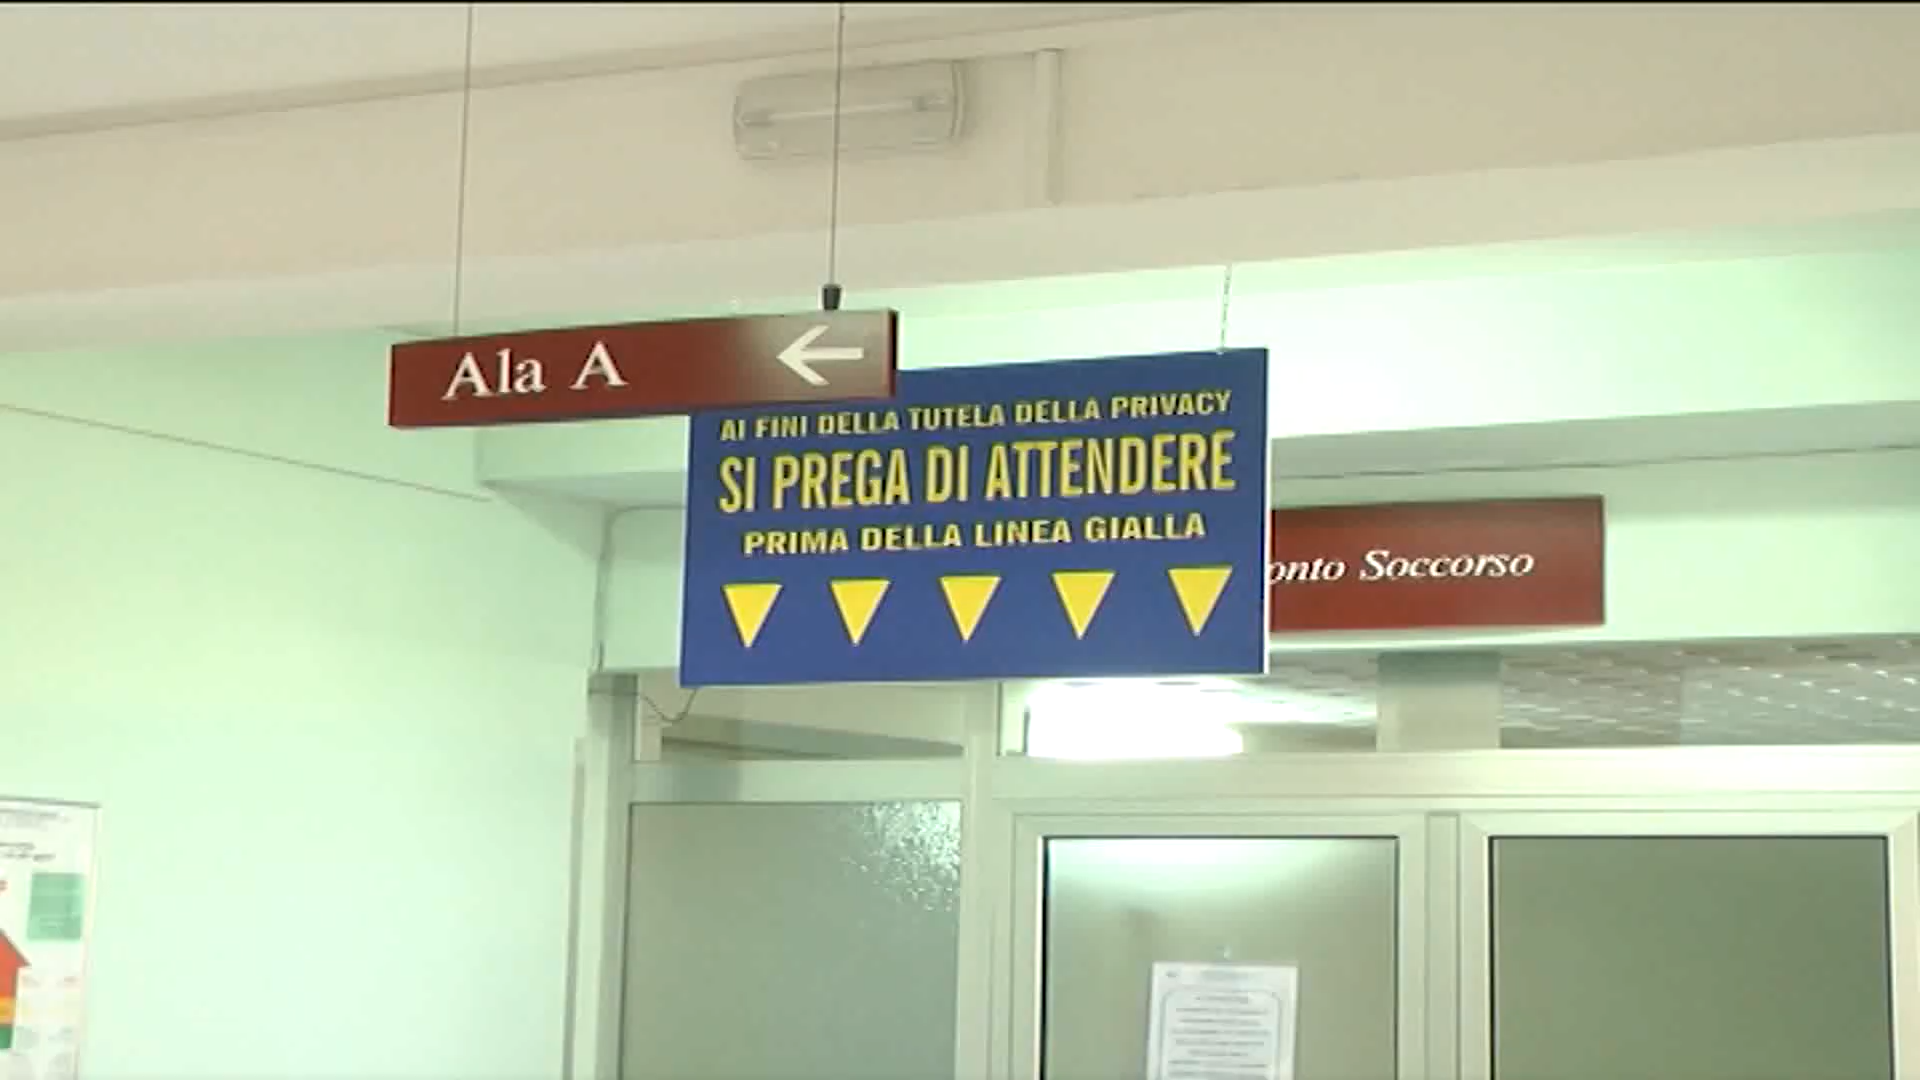 Ala A
AI FINI DELLA TUTELA DELLA PRIVACY
SI PREGA DI ATTENDERE
PRIMA DELLA LINEA GIALLA
onto Soccorso